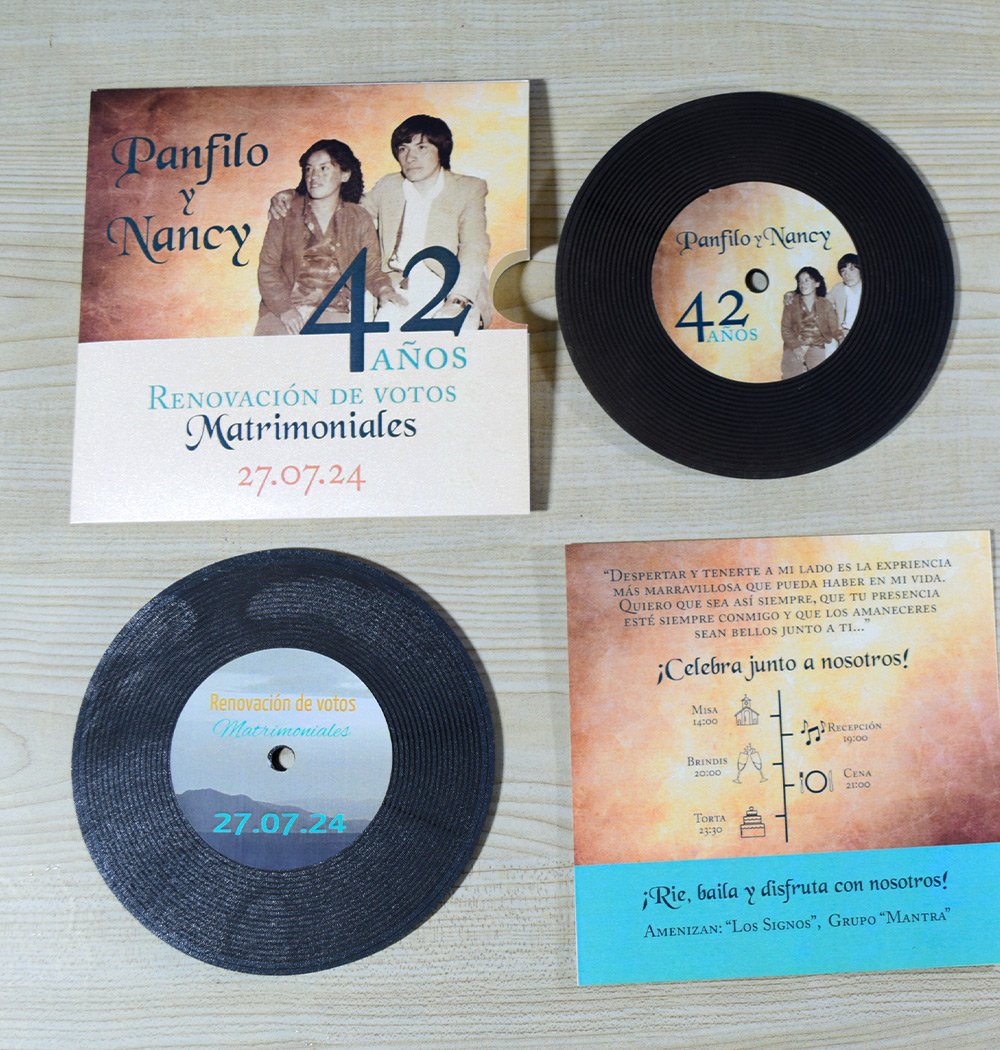 Panfilo
y
Nancy
42
AÑOS
RENOVACIÓN DE VOTOS
Matrimoniales
27.07.24
Panfilo y Nancy
42
AÑOS
Renovación de votos
Matrimoniales
27.07.24
“DESPERTAR Y TENERTE A MI LADO ES LA EXPRIENCIA
MÁS MARRAVILLOSA QUE PUEDA HABER EN MI VIDA.
QUIERO QUE SEA ASÍ SIEMPRE, QUE TU PRESENCIA
ESTÉ SIEMPRE CONMIGO Y QUE LOS AMANECERES
SEAN BELLOS JUNTO A TI...”
¡Celebra junto a nosotros!
MISA
14:00
RECEPCIÓN
19:00
BRINDIS
20:00
CENA
21:00
TORTA
23:30
¡Rie, baila y disfruta con nosotros!
AMENIZAN: “LOS SIGNOS”, GRUPO “MANTRA”